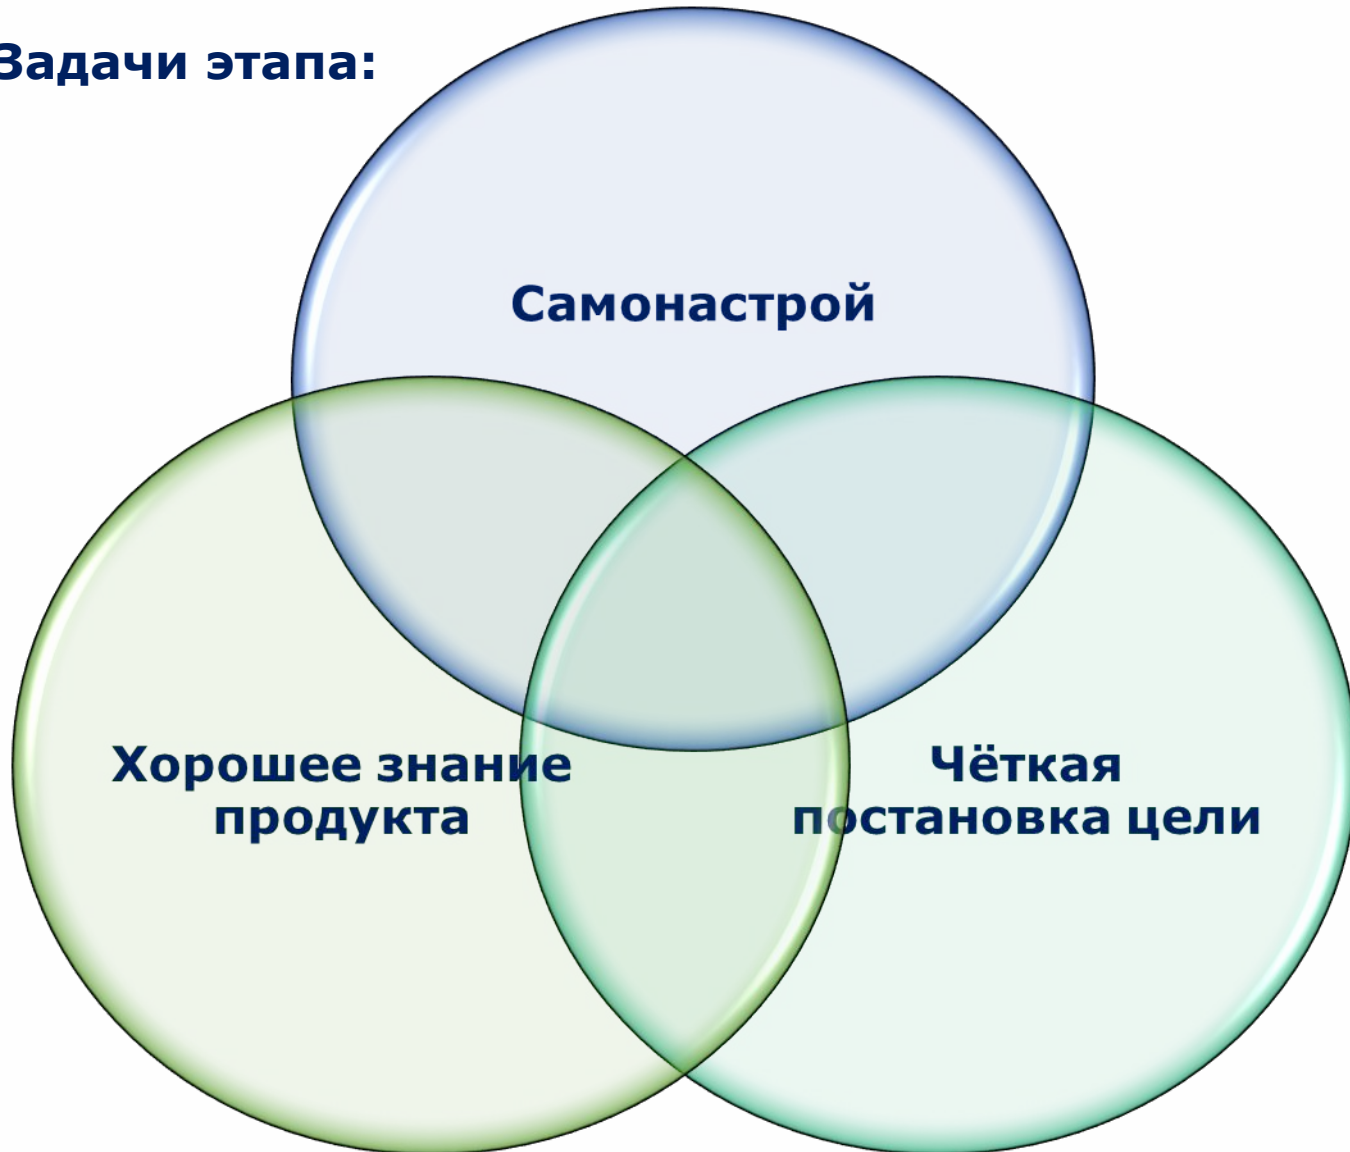 Задачи этапа:
Самонастрой
Хорошее знание
продукта
Чёткая
постановка цели